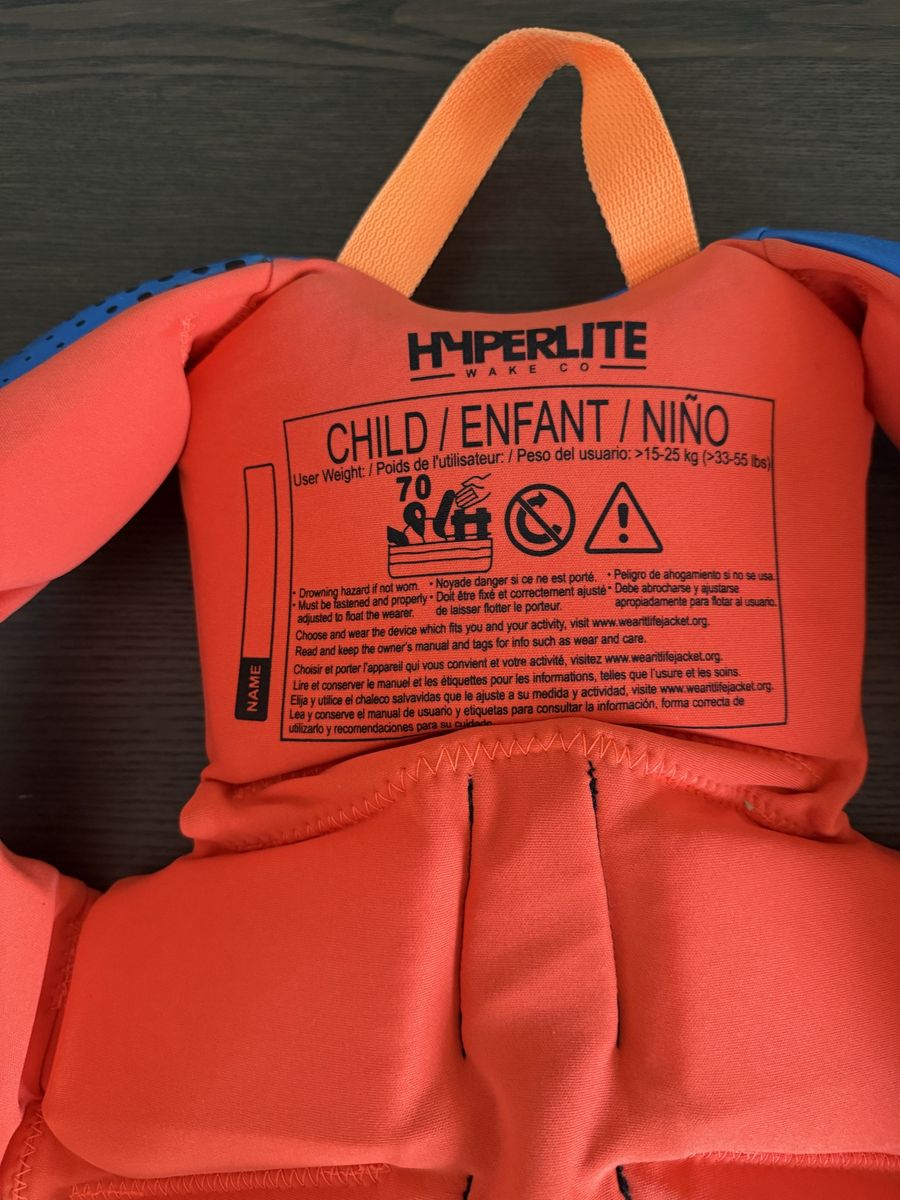 HYPERLITE
WAKE CO
CHILD / ENFANT / NIÑO
User Weight: / Poids de l'utilisateur: / Peso del usuario: >15-25 kg (>33-55 lbs)
70
• Drowning hazard if not worn.
• Must be fastened and properly
adjusted to float the wearer.
• Noyade danger si ce ne est porté.
• Doit être fixé et correctement ajusté
de laisser flotter le porteur.
• Peligro de ahogamiento si no se usa.
• Debe abrocharse y ajustarse
apropiadamente para flotar al usuario.
Choose and wear the device which fits you and your activity, visit www.wearitlifejacket.org.
Read and keep the owner's manual and tags for info such as wear and care.
Choisir et porter l'appareil qui vous convient et votre activité, visitez www.wearitlifejacket.org.
Lire et conserver le manuel et les étiquettes pour les informations, telles que l'usure et les soins.
Elija y utilice el chaleco salvavidas que le ajuste a su medida y actividad, visite www.wearitlifejacket.org.
Lea y conserve el manual de usuario y etiquetas para consultar la información, forma correcta de
utilizarlo y recomendaciones para su cuidado.
NAME